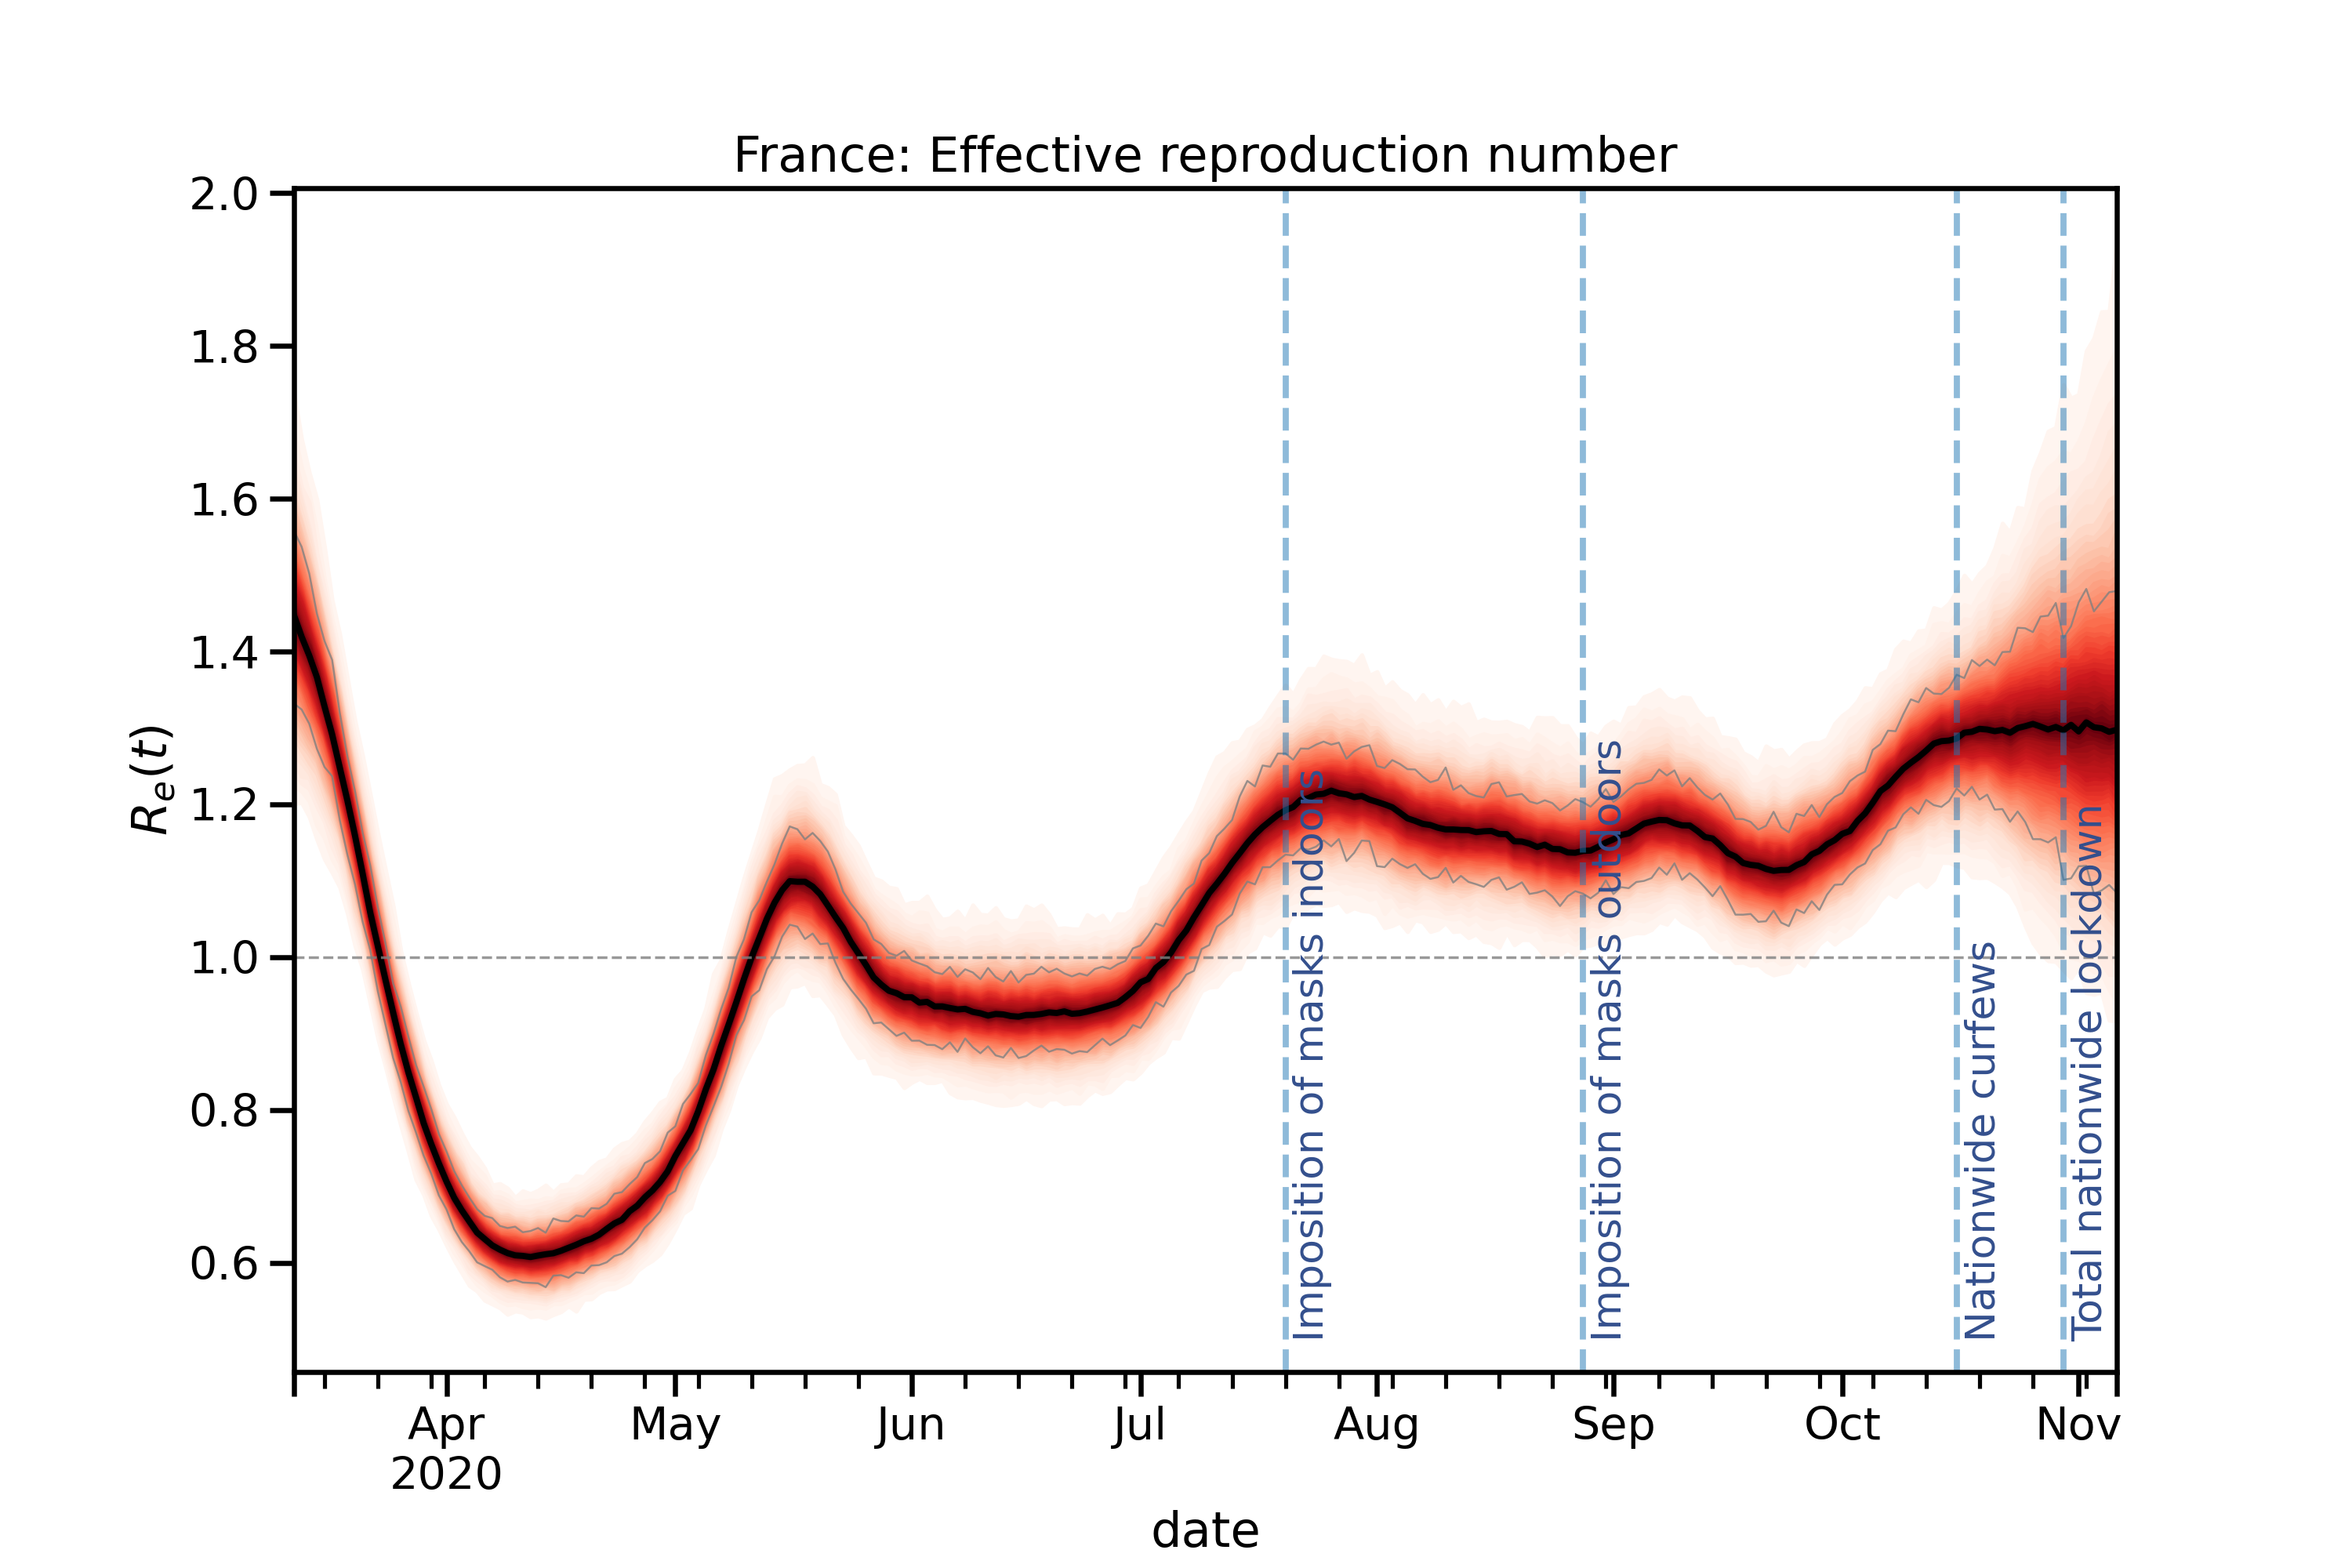 France: Effective reproduction number
2.0
1.8
1.6
1.4
1.2
1.0
0.8
0.6
Re(t)
Imposition of masks indoors
Imposition of masks outdoors
Nationwide curfews
Total nationwide lockdown
Apr
2020
May
Jun
Jul
Aug
Sep
Oct
Nov
date